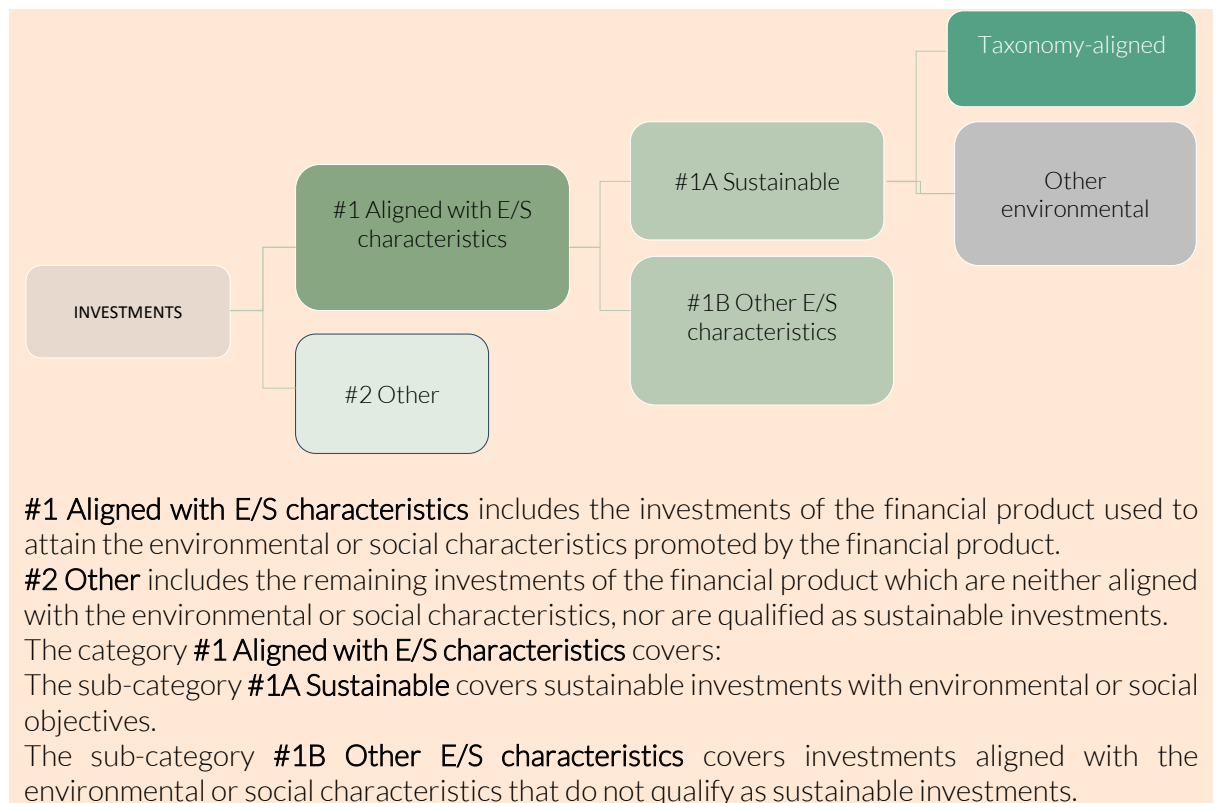 Taxonomy-aligned
#1A Sustainable
Other
environmental
#1 Aligned with E/S
characteristics
#1B Other E/S
characteristics
INVESTMENTS
#2 Other
#1 Aligned with E/S characteristics includes the investments of the financial product used to
attain the environmental or social characteristics promoted by the financial product.
#2 Other includes the remaining investments of the financial product which are neither aligned
with the environmental or social characteristics, nor are qualified as sustainable investments.
The category #1 Aligned with E/S characteristics covers:
The sub-category #1A Sustainable covers sustainable investments with environmental or social
objectives.
The sub-category #1B Other E/S characteristics covers investments aligned with the
environmental or social characteristics that do not qualify as sustainable investments.